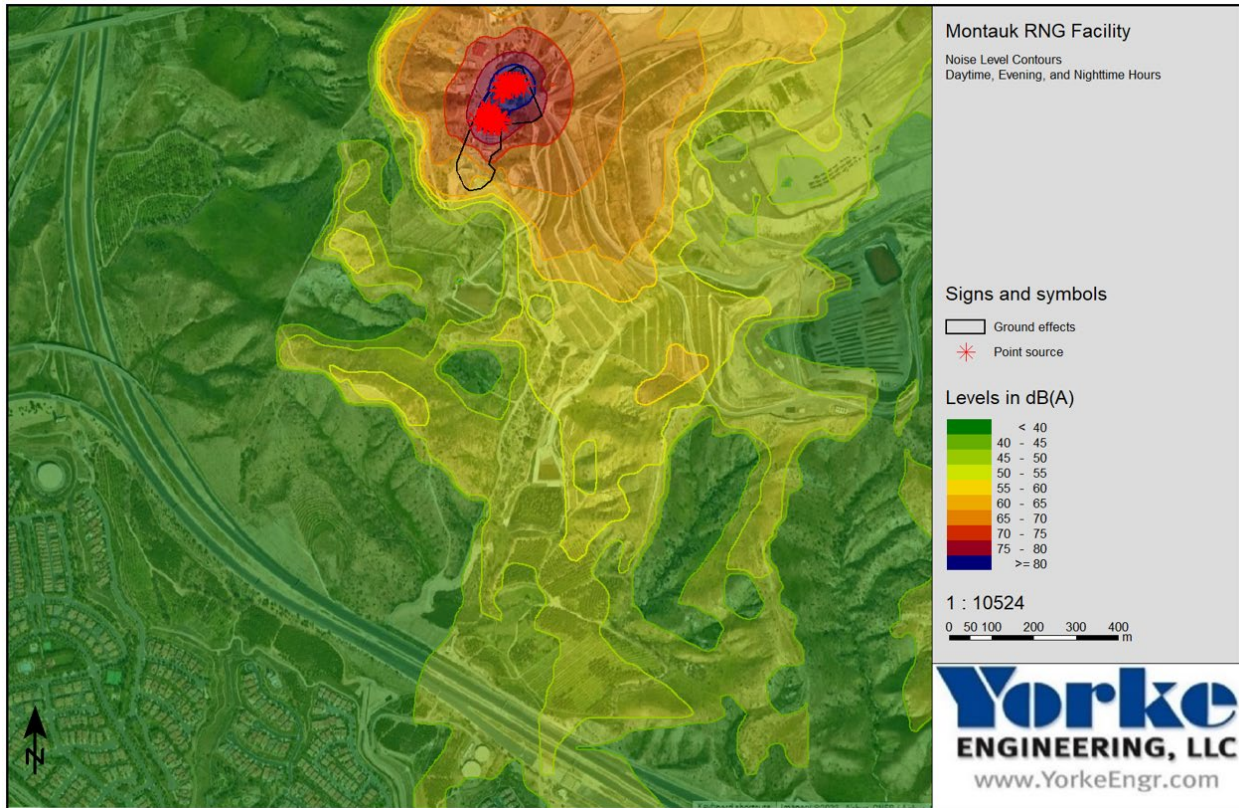 Montauk RNG Facility
Noise Level Contours
Daytime, Evening, and Nighttime Hours
Signs and symbols
Ground effects
Point source
Levels in dB(A)
< 40
40 - 45
45 - 50
50 - 55
55 - 60
60 - 65
65 - 70
70 - 75
75 - 80
>= 80
1 : 10524
0 50 100 200 300 400
m
N
Yorke
ENGINEERING, LLC
www.YorkeEngr.com